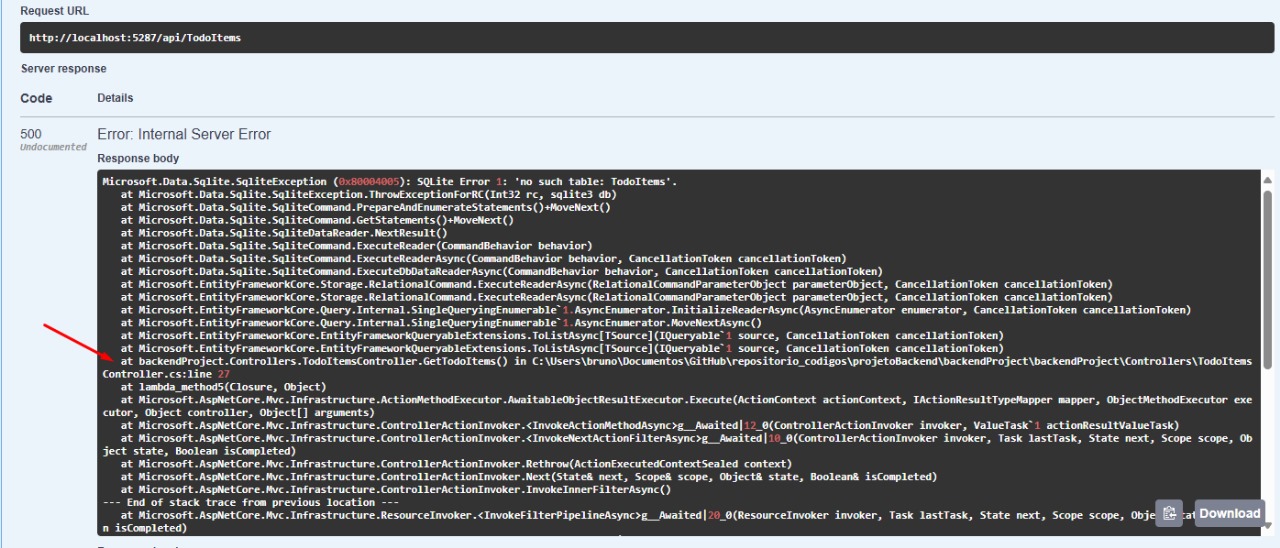 Request URL
http://localhost:5287/api/TodoItems
Server response
Code Details
500 Error: Internal Server Error
Undocumented
Response body
Microsoft.Data.Sqlite.SqliteException (0x80004005): SQLite Error 1: 'no such table: TodoItems'.
at Microsoft.Data.Sqlite.SqliteException.ThrowExceptionForRC(Int32 rc, sqlite3 db)
at Microsoft.Data.Sqlite.SqliteCommand.PrepareAndEnumerateStatements()+MoveNext()
at Microsoft.Data.Sqlite.SqliteCommand.GetStatements()+MoveNext()
at Microsoft.Data.Sqlite.SqliteDataReader.NextResult()
at Microsoft.Data.Sqlite.SqliteCommand.ExecuteReader(CommandBehavior behavior)
at Microsoft.Data.Sqlite.SqliteCommand.ExecuteReaderAsync(CommandBehavior behavior, CancellationToken cancellationToken)
at Microsoft.Data.Sqlite.SqliteCommand.ExecuteDbDataReaderAsync(CommandBehavior behavior, CancellationToken cancellationToken)
at Microsoft.EntityFrameworkCore.Storage.RelationalCommand.ExecuteReaderAsync(RelationalCommandParameterObject parameterObject, CancellationToken cancellationToken)
at Microsoft.EntityFrameworkCore.Storage.RelationalCommand.ExecuteReaderAsync(RelationalCommandParameterObject parameterObject, CancellationToken cancellationToken)
at Microsoft.EntityFrameworkCore.Query.Internal.SingleQueryingEnumerable`1.AsyncEnumerator.InitializeReaderAsync(AsyncEnumerator enumerator, CancellationToken cancellationToken)
at Microsoft.EntityFrameworkCore.Query.Internal.SingleQueryingEnumerable`1.AsyncEnumerator.MoveNextAsync()
at Microsoft.EntityFrameworkCore.EntityFrameworkQueryableExtensions.ToListAsync[TSource](IQueryable`1 source, CancellationToken cancellationToken)
at Microsoft.EntityFrameworkCore.EntityFrameworkQueryableExtensions.ToListAsync[TSource](IQueryable`1 source, CancellationToken cancellationToken)
at backendProject.Controllers.TodoItemsController.GetTodoItems() in C:\Users\bruno\Documentos\GitHub\repositorio_codigos\projetoBackend\backendProject\backendProject\Controllers\TodoItems
Controller.cs:line 27
at lambda_method5(Closure, Object)
at Microsoft.AspNetCore.Mvc.Infrastructure.ActionMethodExecutor.AwaitableObjectResultExecutor.Execute(ActionContext actionContext, IActionResultTypeMapper mapper, ObjectMethodExecutor exe
cutor, Object controller, Object[] arguments)
at Microsoft.AspNetCore.Mvc.Infrastructure.ControllerActionInvoker.<InvokeActionMethodAsync>g__Awaited|12_0(ControllerActionInvoker invoker, ValueTask`1 actionResultValueTask)
at Microsoft.AspNetCore.Mvc.Infrastructure.ControllerActionInvoker.<InvokeNextActionFilterAsync>g__Awaited|10_0(ControllerActionInvoker invoker, Task lastTask, State next, Scope scope, Ob
ject state, Boolean isCompleted)
at Microsoft.AspNetCore.Mvc.Infrastructure.ControllerActionInvoker.Rethrow(ActionExecutedContextSealed context)
at Microsoft.AspNetCore.Mvc.Infrastructure.ControllerActionInvoker.Next(State& next, Scope& scope, Object& state, Boolean& isCompleted)
at Microsoft.AspNetCore.Mvc.Infrastructure.ControllerActionInvoker.InvokeInnerFilterAsync()
--- End of stack trace from previous location ---
at Microsoft.AspNetCore.Mvc.Infrastructure.ResourceInvoker.<InvokeFilterPipelineAsync>g__Awaited|20_0(ResourceInvoker invoker, Task lastTask, State next, Scope scope,
n isCompleted)
Download